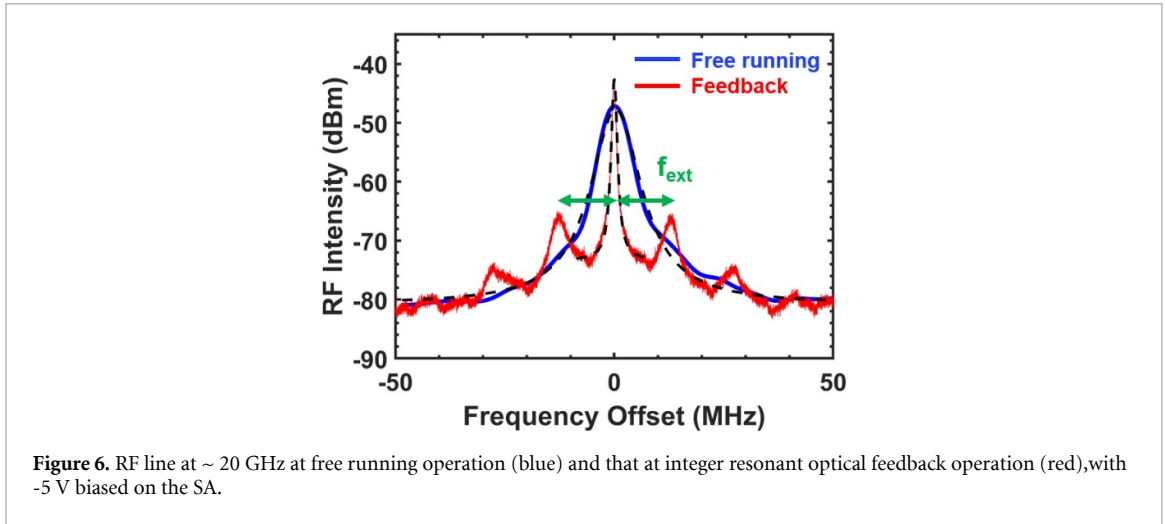 -40
-50
-60
-70
-80
-90
RF Intensity (dBm)
Free running
Feedback
f_ext
-50
0
50
Frequency Offset (MHz)
Figure 6. RF line at ~ 20 GHz at free running operation (blue) and that at integer resonant optical feedback operation (red),with
-5 V biased on the SA.